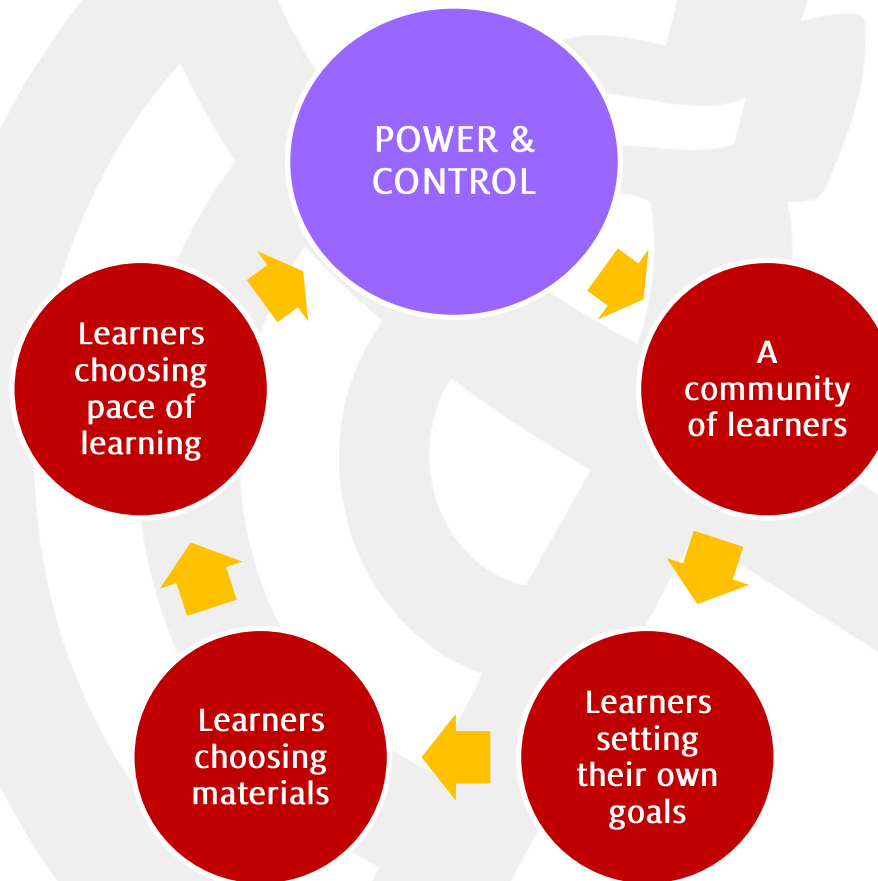 POWER &
CONTROL
A
community
of learners
Learners
setting
their own
goals
Learners
choosing
materials
Learners
choosing
pace of
learning